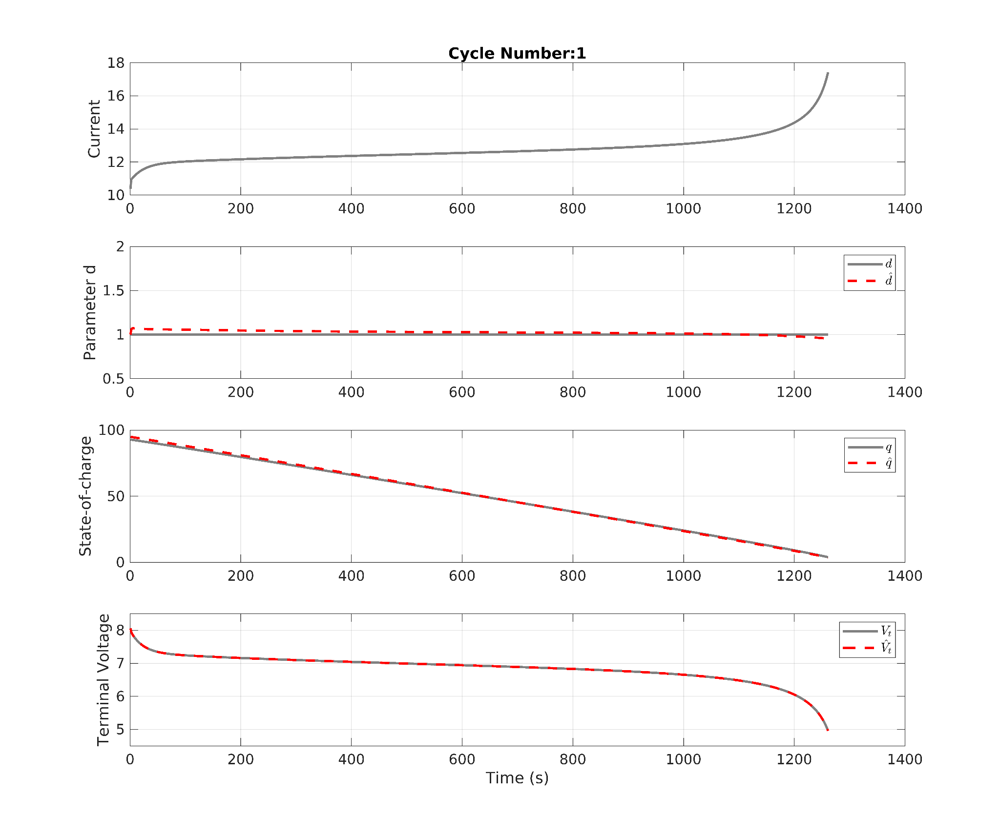 Cycle Number:1
18
16
14
12
10
Current
0 200 400 600 800 1000 1200 1400
2
1.5
1
0.5
Parameter d
d
d̂
0 200 400 600 800 1000 1200 1400
100
50
0
State-of-charge
q
q̂
0 200 400 600 800 1000 1200 1400
8
7
6
5
Terminal Voltage
Vₜ
V̂ₜ
0 200 400 600 800 1000 1200 1400
Time (s)